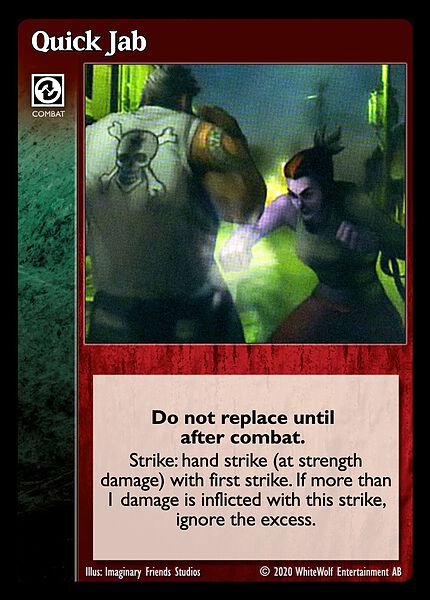 Quick Jab
COMBAT
Do not replace until
after combat.
Strike: hand strike (at strength
damage) with first strike. If more than
1 damage is inflicted with this strike,
ignore the excess.
Illus: Imaginary Friends Studios © 2020 WhiteWolf Entertainment AB